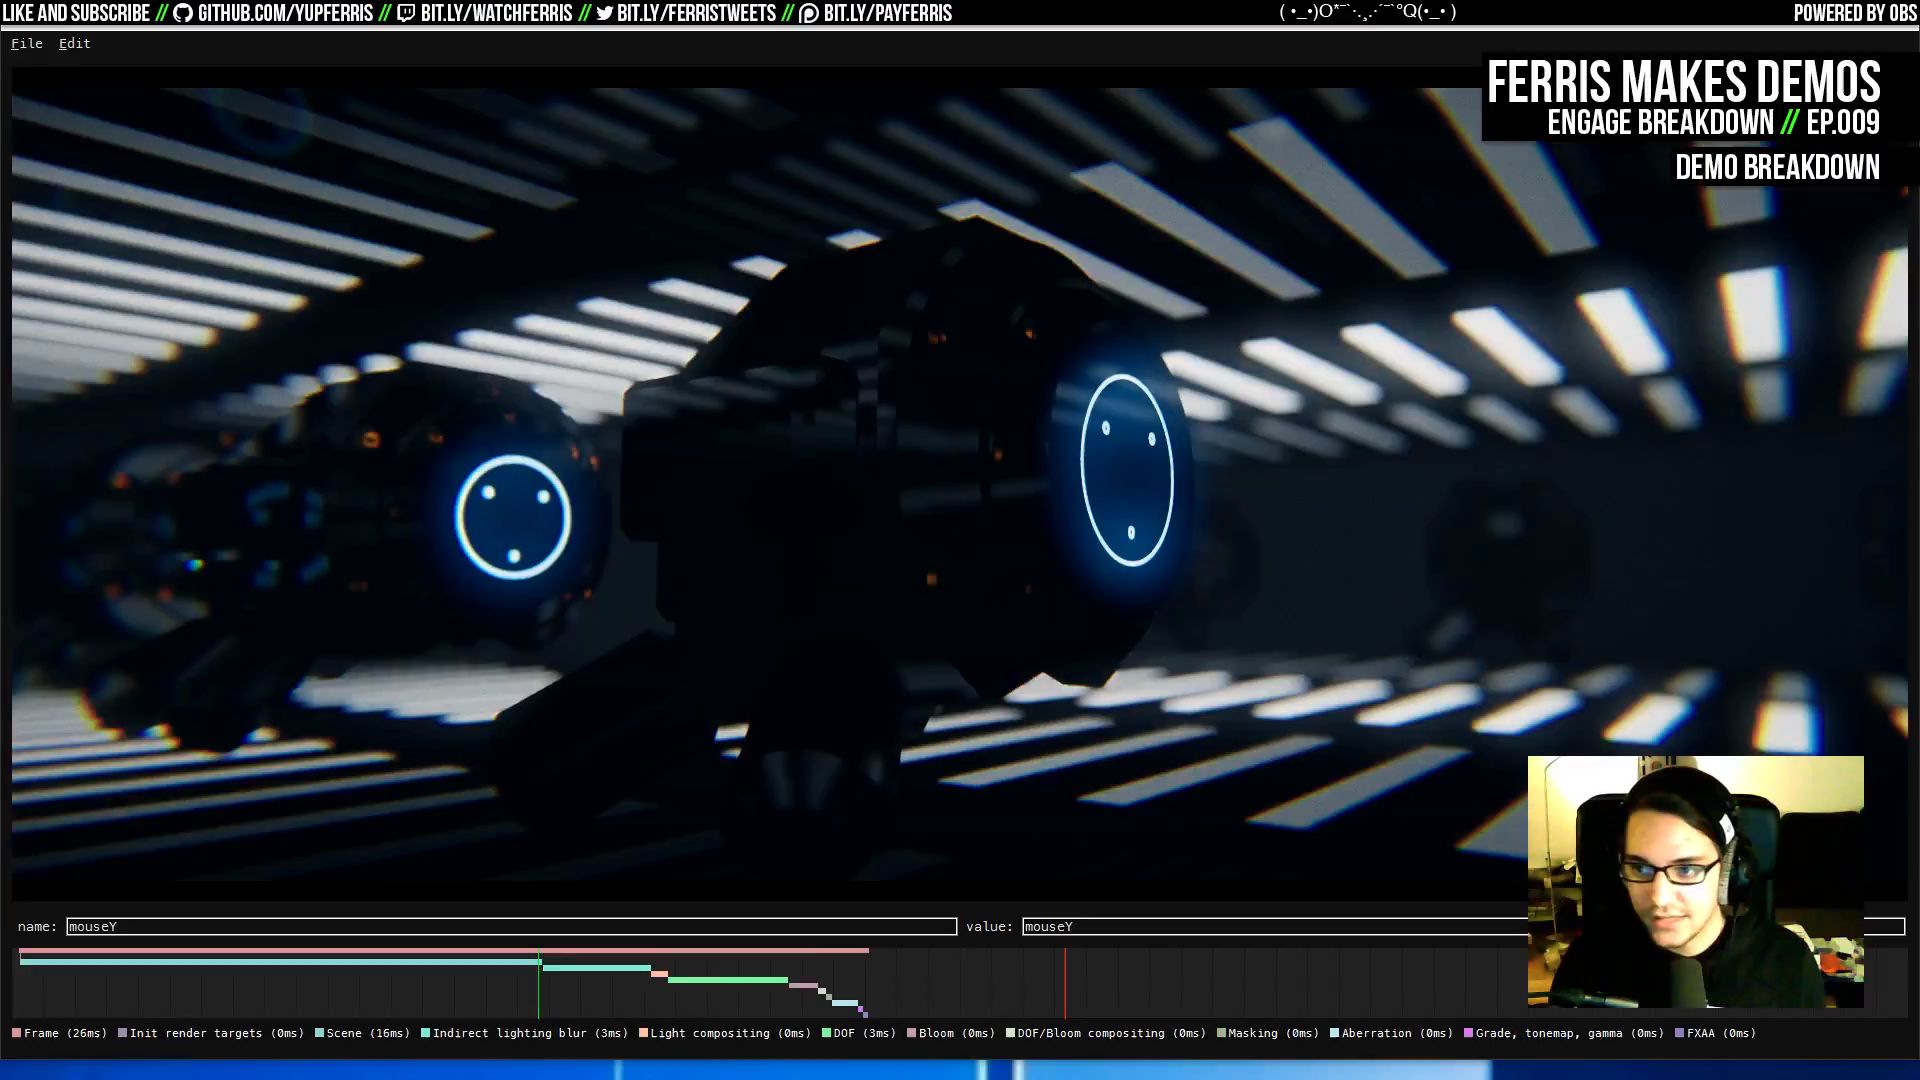 LIKE AND SUBSCRIBE // GITHUB.COM/YUPFERRIS // BIT.LY/WATCHFERRIS // BIT.LY/FERRISTWEETS // BIT.LY/PAYFERRIS
POWERED BY OBS
File Edit
FERRIS MAKES DEMOS
ENGAGE BREAKDOWN // EP.009
DEMO BREAKDOWN
name: mouseY value: mouseY
Frame (26ms) Init render targets (0ms) Scene (16ms) Indirect lighting blur (3ms) Light compositing (0ms) DOF (3ms) Bloom (0ms) DOF/Bloom compositing (0ms) Masking (0ms) Aberration (0ms) Grade, tonemap, gamma (0ms) FXAA (0ms)